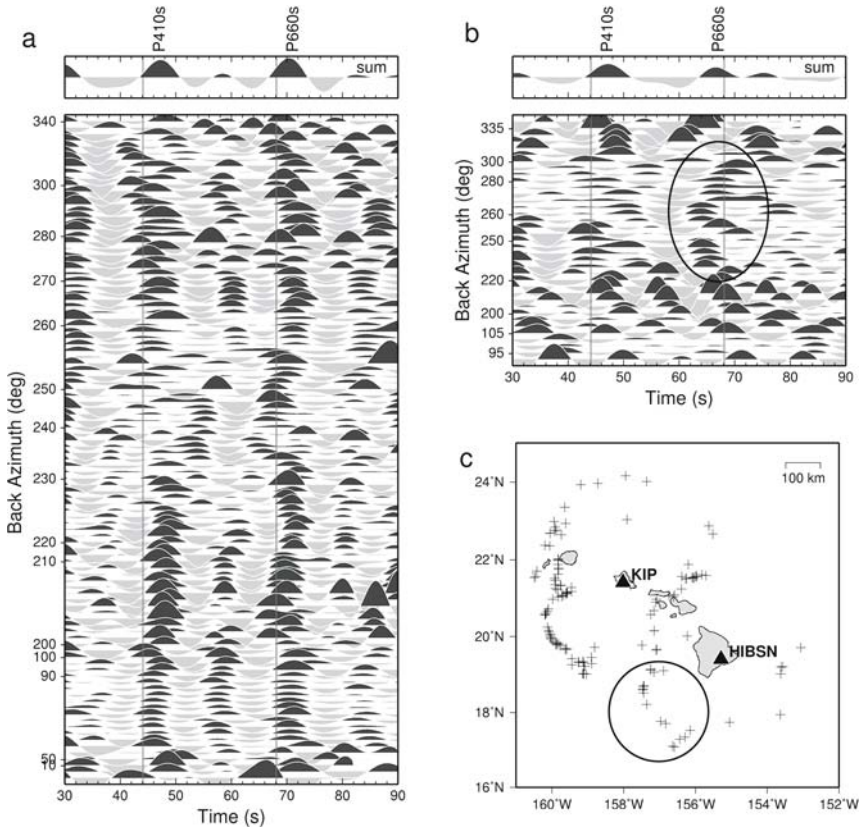 a
P410s
P660s
sum
340
300
280
270
260
250
240
230
220
210
200
100
90
50
10
Back Azimuth (deg)
30 40 50 60 70 80 90
Time (s)
b
P410s
P660s
sum
335
300
280
260
250
220
200
105
95
Back Azimuth (deg)
30 40 50 60 70 80 90
Time (s)
c
100 km
24°N
22°N
20°N
18°N
16°N
KIP
HIBSN
160°W 158°W 156°W 154°W 152°W